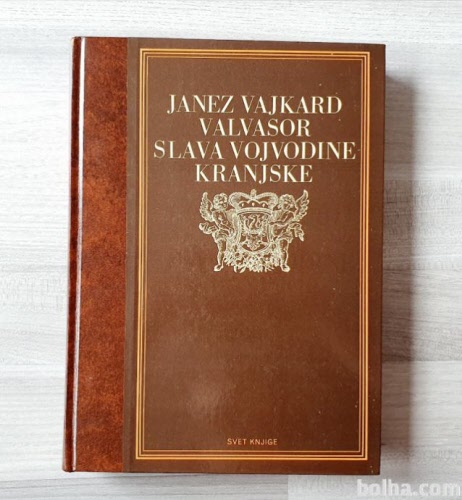 JANEZ VAJKARD
VALVASOR
SLAVA VOJVODINE
KRANJSKE
SVET KNJIGE
bolha.com